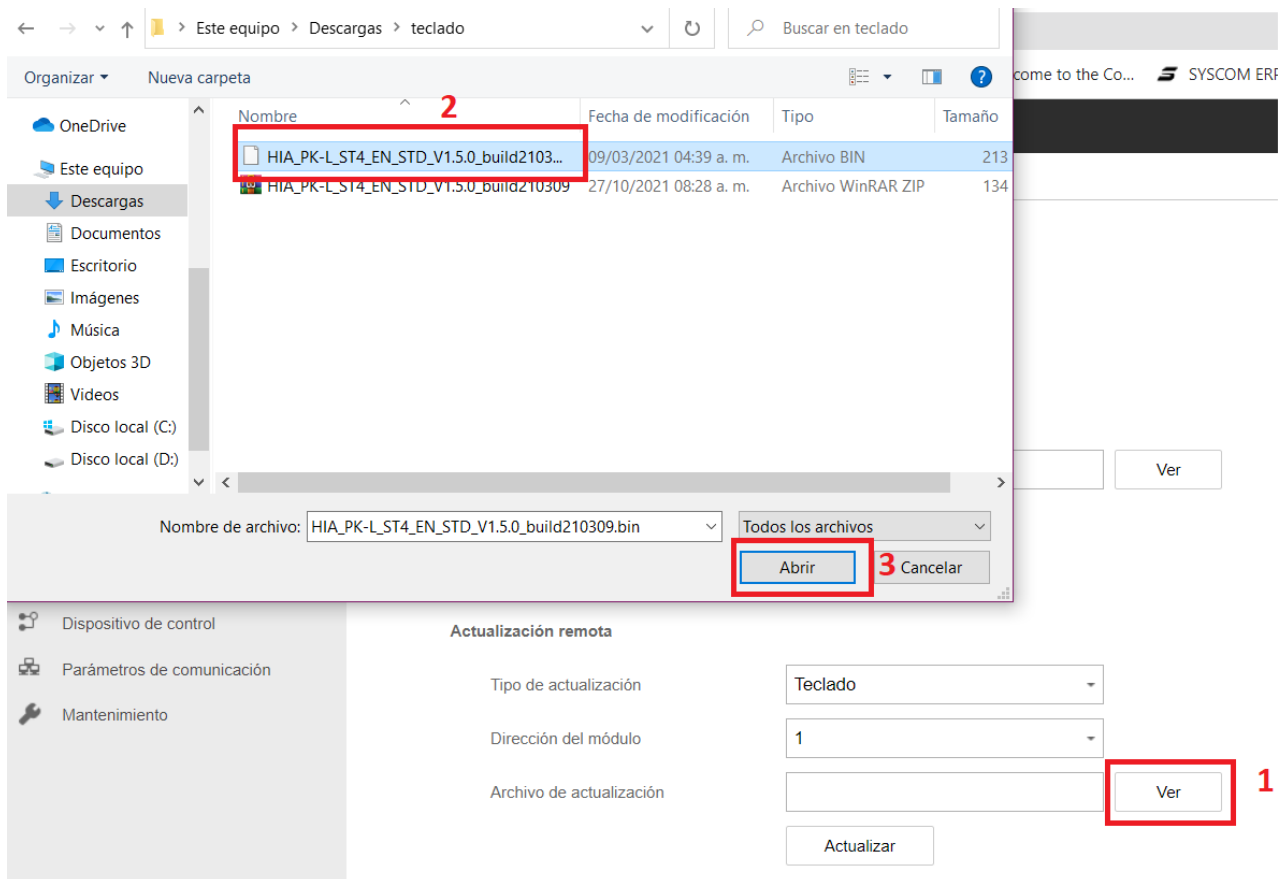 Este equipo > Descargas > teclado
Buscar en teclado
Organizar
Nueva carpeta
?
come to the Co...
SYSCOM ERP
Nombre
2
Fecha de modificación
Tipo
Tamaño
OneDrive
Este equipo
Descargas
Documentos
Escritorio
Imágenes
Música
Objetos 3D
Videos
Disco local (C:)
Disco local (D:)
HIA_PK-L_ST4_EN_STD_V1.5.0_build2103... 09/03/2021 04:39 a. m. Archivo BIN 213
HIA_PK-L_ST4_EN_STD_V1.5.0_build210309 27/10/2021 08:28 a. m. Archivo WinRAR ZIP 134
Ver
Nombre de archivo: HIA_PK-L_ST4_EN_STD_V1.5.0_build210309.bin
Todos los archivos
Abrir
3
Cancelar
Dispositivo de control
Parámetros de comunicación
Mantenimiento
Actualización remota
Tipo de actualización
Teclado
Dirección del módulo
1
Archivo de actualización
Ver
1
Actualizar